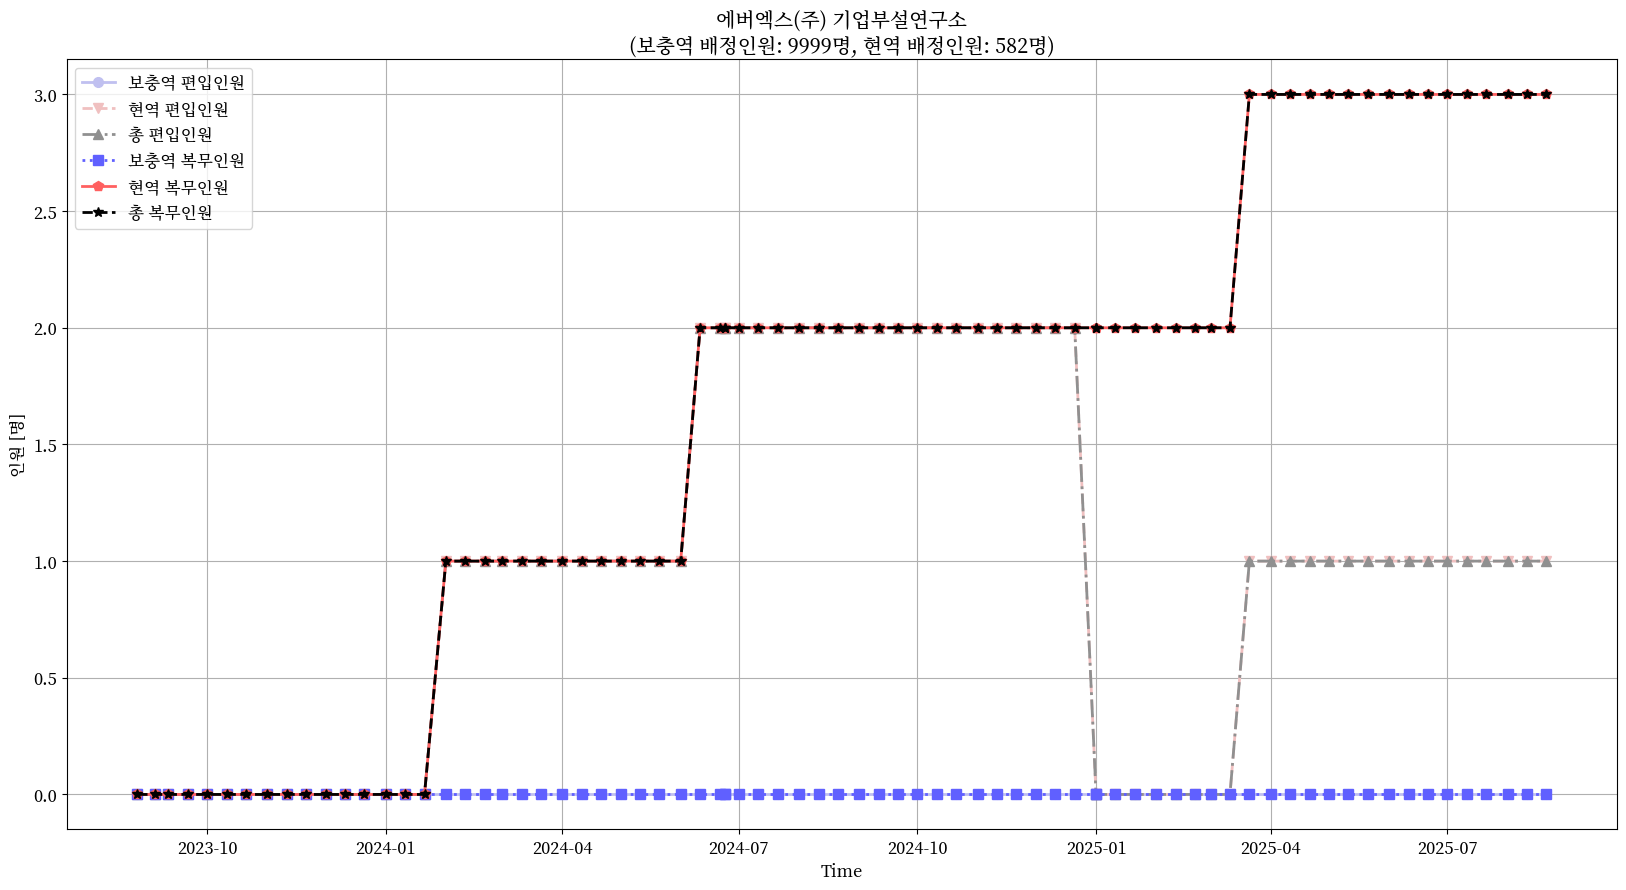 에버엑스(주) 기업부설연구소
(보충역 배정인원: 9999명, 현역 배정인원: 582명)
보충역 편입인원
현역 편입인원
총 편입인원
보충역 복무인원
현역 복무인원
총 복무인원
3.0
2.5
2.0
1.5
1.0
0.5
0.0
인원 [명]
2023-10 2024-01 2024-04 2024-07 2024-10 2025-01 2025-04 2025-07
Time